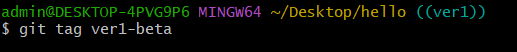 admin@DESKTOP-4PVG9P6 MINGW64 ~/Desktop/hello ((ver1))
$ git tag ver1-beta